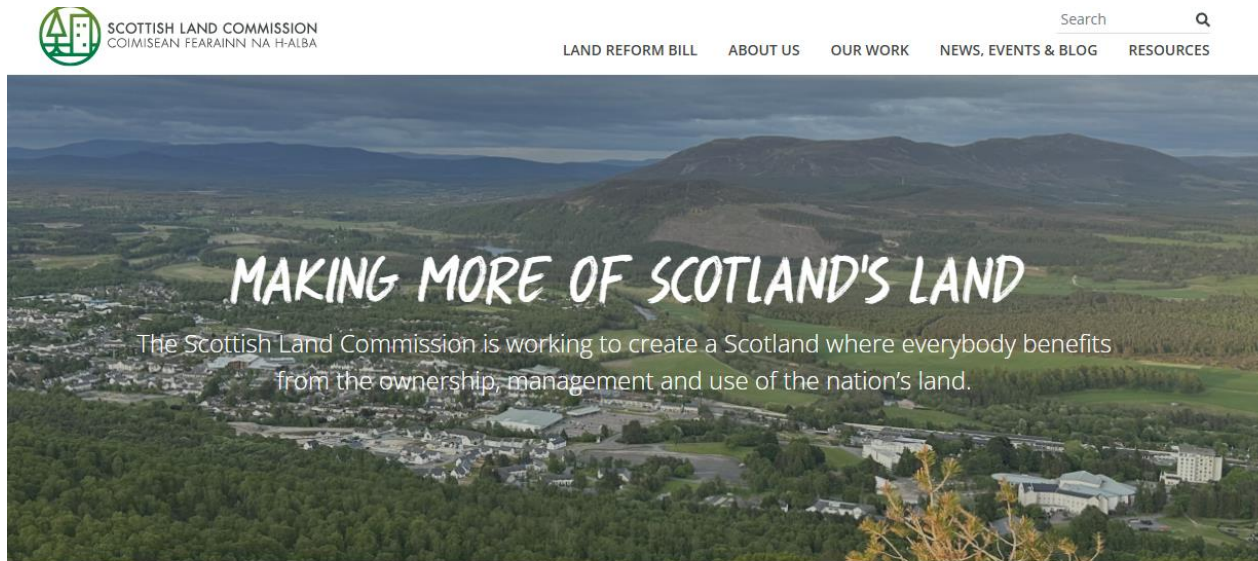 SCOTTISH LAND COMMISSION
COIMISEAN FEARAINN NA H-ALBA
Search
LAND REFORM BILL ABOUT US OUR WORK NEWS, EVENTS & BLOG RESOURCES
MAKING MORE OF SCOTLAND'S LAND
The Scottish Land Commission is working to create a Scotland where everybody benefits
from the ownership, management and use of the nation’s land.